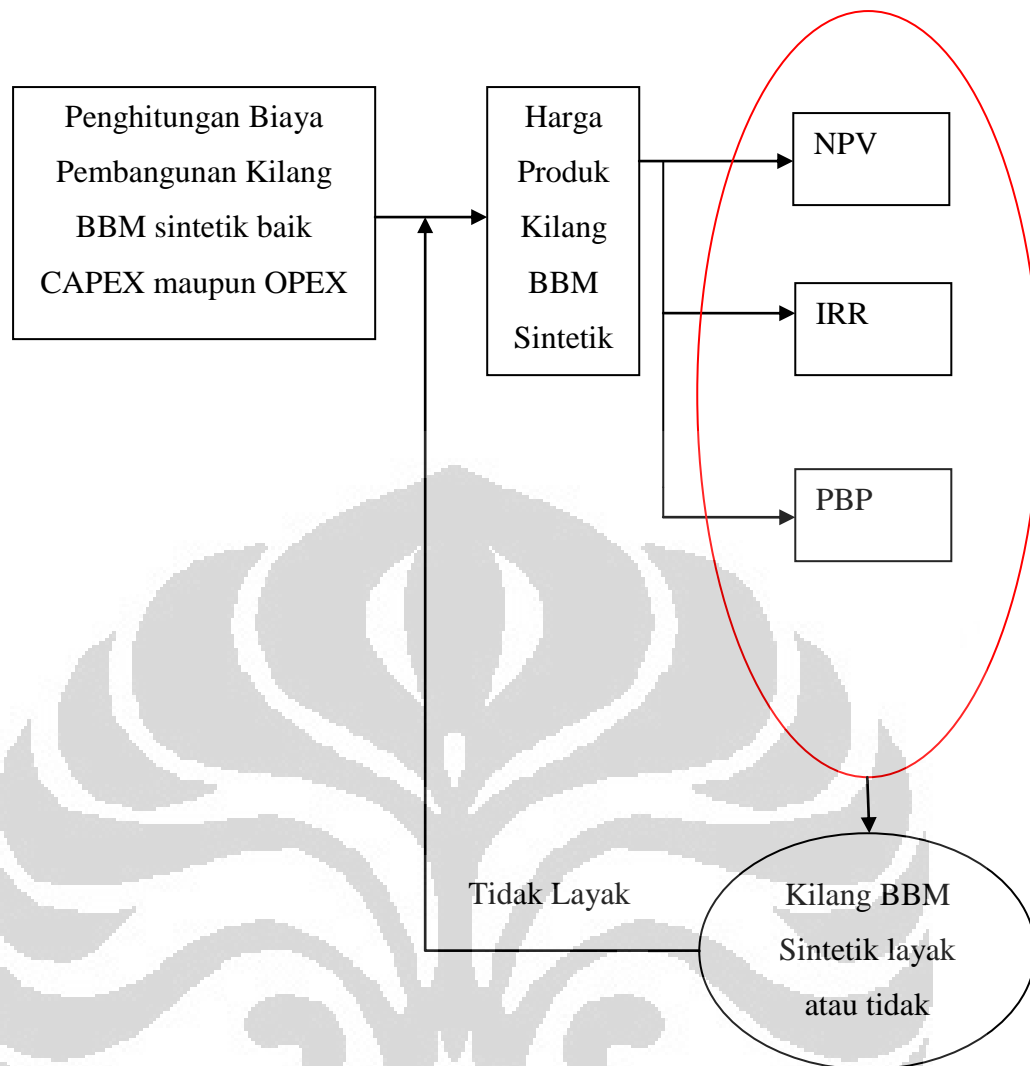 Penghitungan Biaya
Pembangunan Kilang
BBM sintetik baik
CAPEX maupun OPEX
Harga
Produk
Kilang
BBM
Sintetik
NPV
IRR
PBP
Tidak Layak
Kilang BBM
Sintetik layak
atau tidak